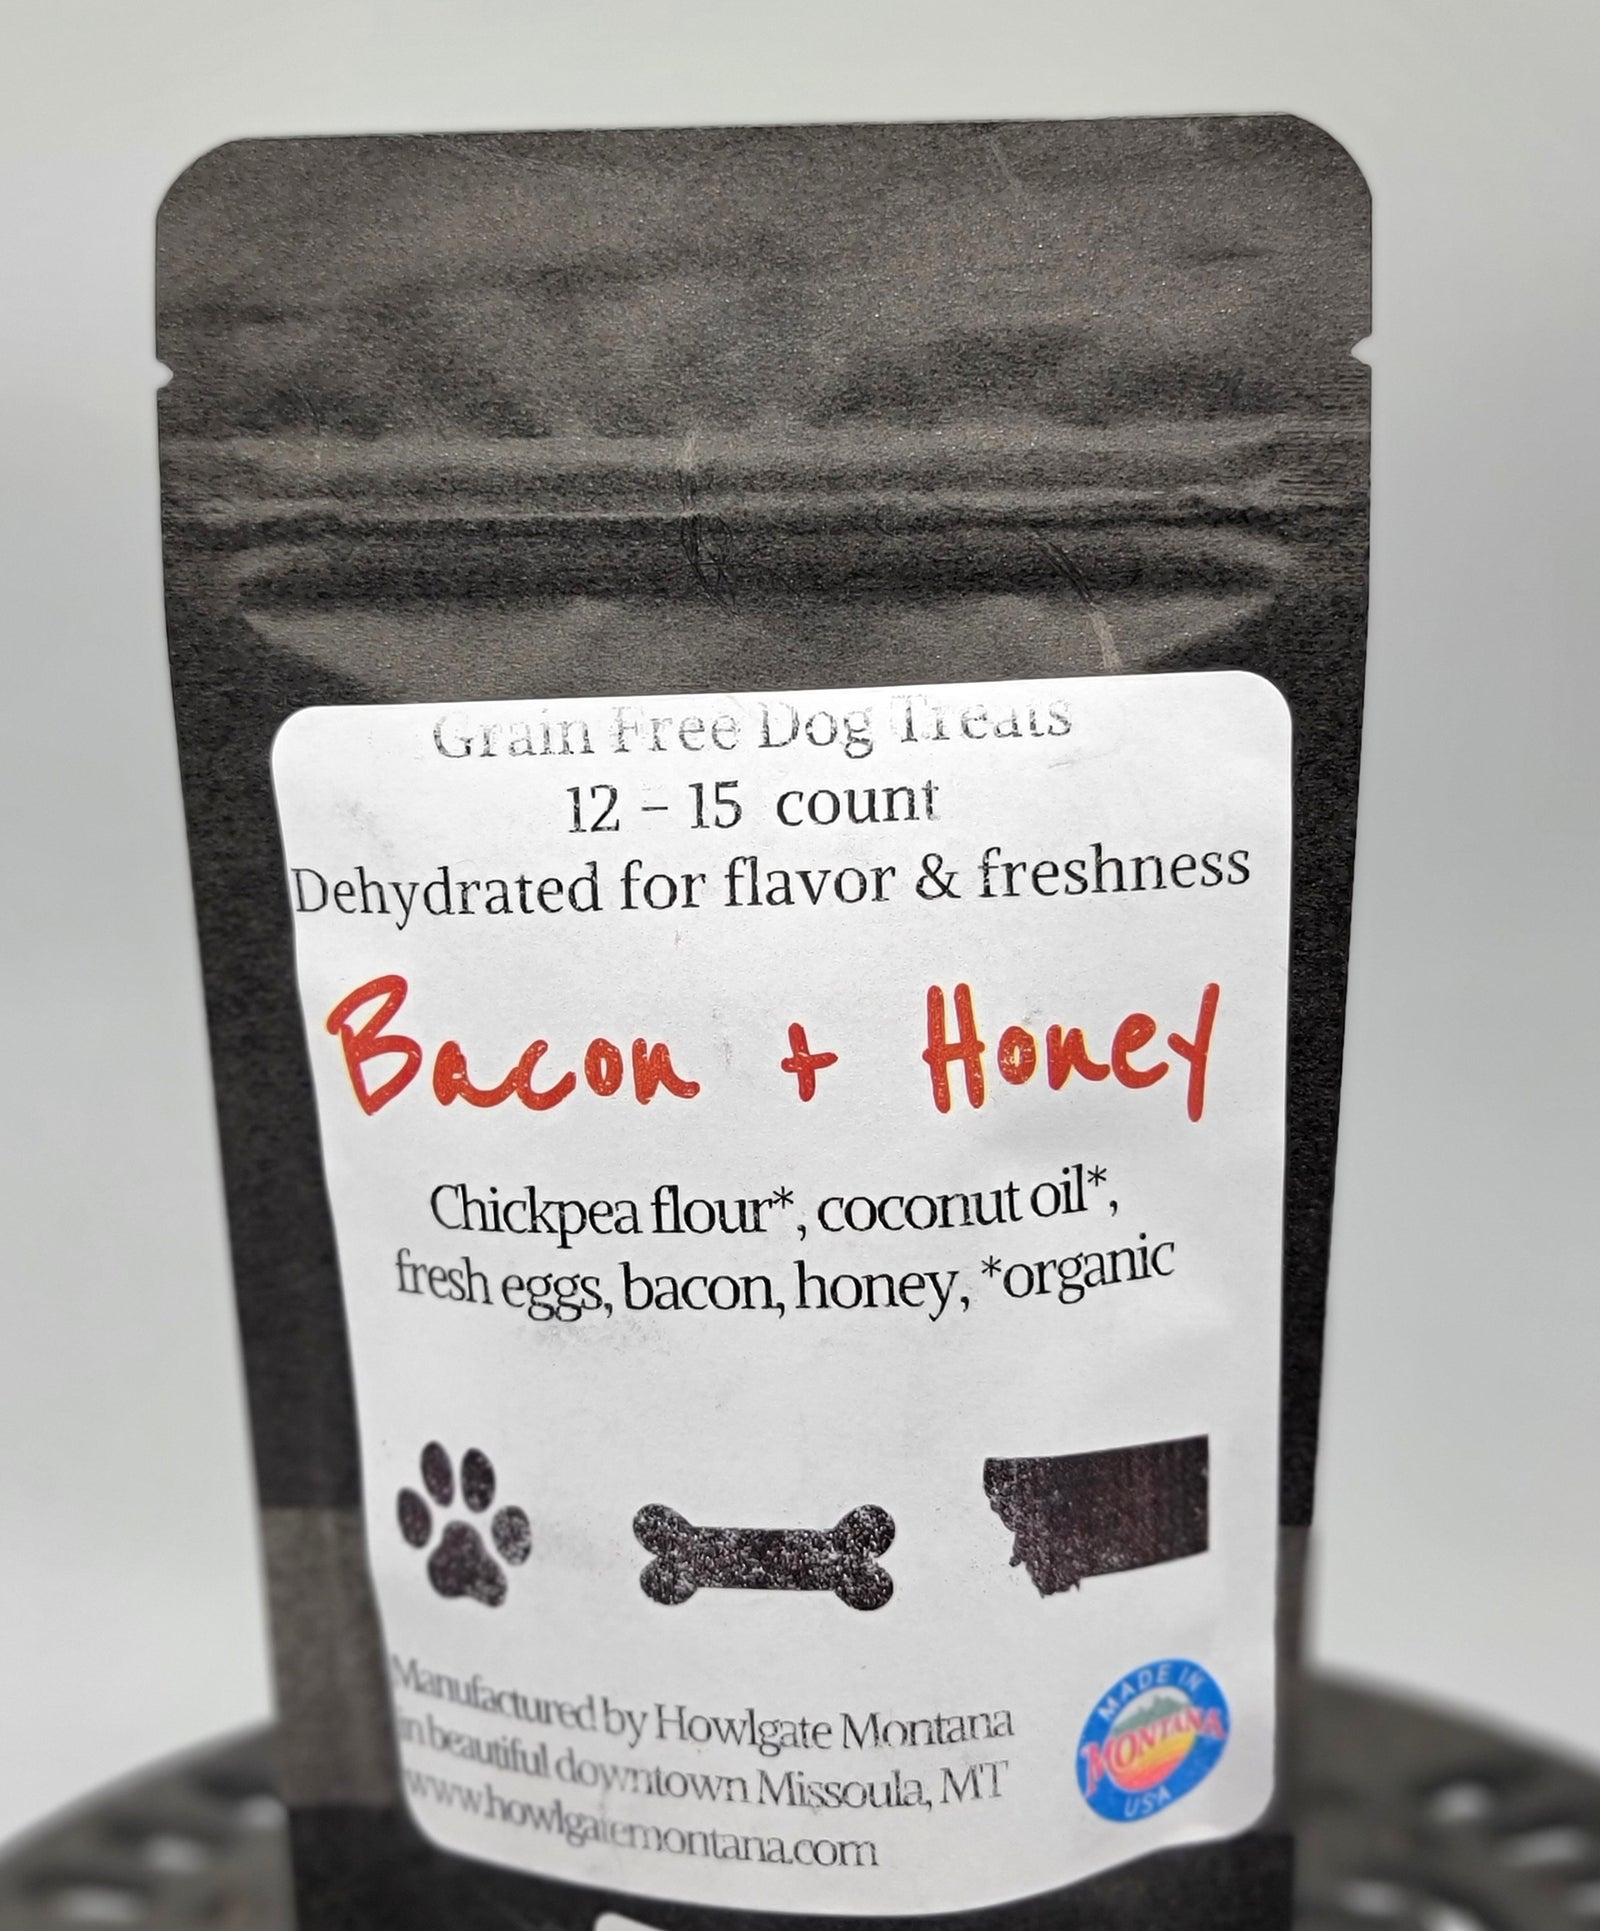 Grain Free Dog Treats
12 – 15 count
Dehydrated for flavor & freshness
Bacon + Honey
Chickpea flour*, coconut oil*,
fresh eggs, bacon, honey, *organic
Manufactured by Howlgate Montana
in beautiful downtown Missoula, MT
www.howlgatemontana.com
MADE IN
MONTANA
USA